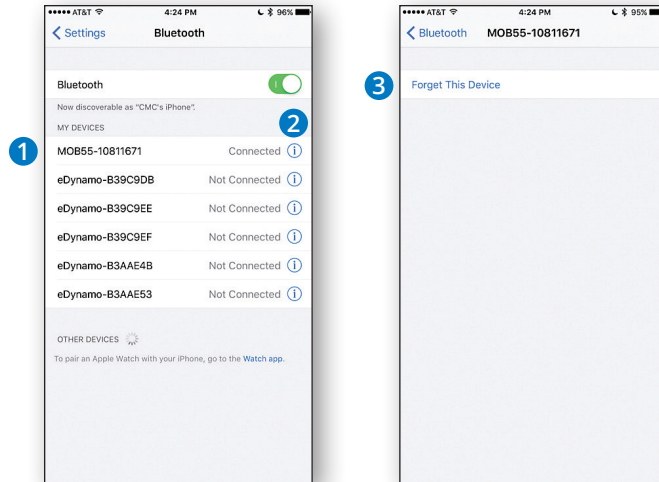 AT&T 4:24 PM 96%
Settings Bluetooth
Bluetooth
Now discoverable as “CMC's iPhone”.
2
MY DEVICES
1
MOB55-10811671 Connected i
eDynamo-B39C9DB Not Connected i
eDynamo-B39C9EE Not Connected i
eDynamo-B39C9EF Not Connected i
eDynamo-B3AAE4B Not Connected i
eDynamo-B3AAE53 Not Connected i
OTHER DEVICES
To pair an Apple Watch with your iPhone, go to the Watch app.
AT&T 4:24 PM 95%
Bluetooth MOB55-10811671
3
Forget This Device